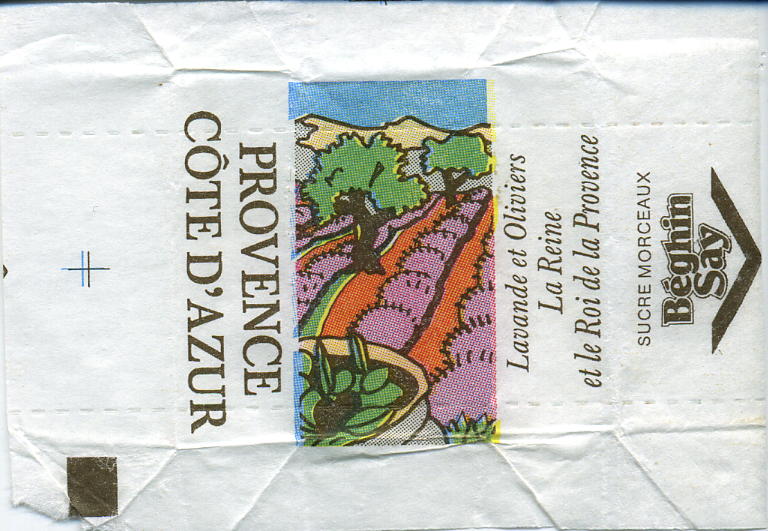 PROVENCE
CÔTE D'AZUR
Lavande et Oliviers
La Reine
et le Roi de la Provence
SUCRE MORCEAUX
Béghin
Say